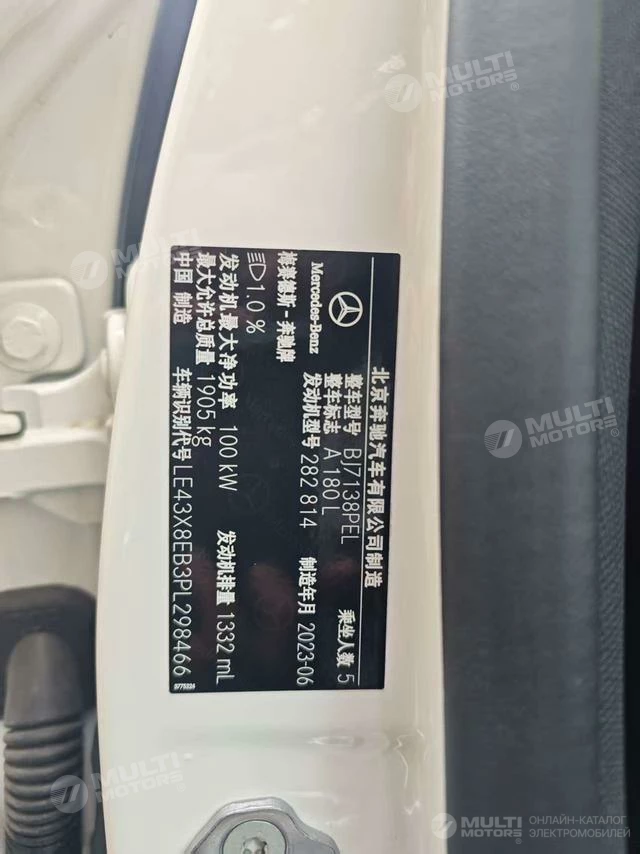 北京奔驰汽车有限公司制造
Mercedes-Benz
梅赛德斯-奔驰牌
整车型号 BJ7138PEL 乘坐人数 5
整车标志 A 180 L
发动机型号 282 814 制造年月 2023-06
1.0 %
发动机最大净功率 100 kW 发动机排量 1332 mL
最大允许总质量 1905 kg
中国 制造 车辆识别代号 LE43X8EB3PL298466
MULTI MOTORS®
MULTI MOTORS®
MULTI MOTORS®
MULTI MOTORS®
MULTI MOTORS®
MULTI MOTORS
ОНЛАЙН-КАТАЛОГ
ЭЛЕКТРОМОБИЛЕЙ